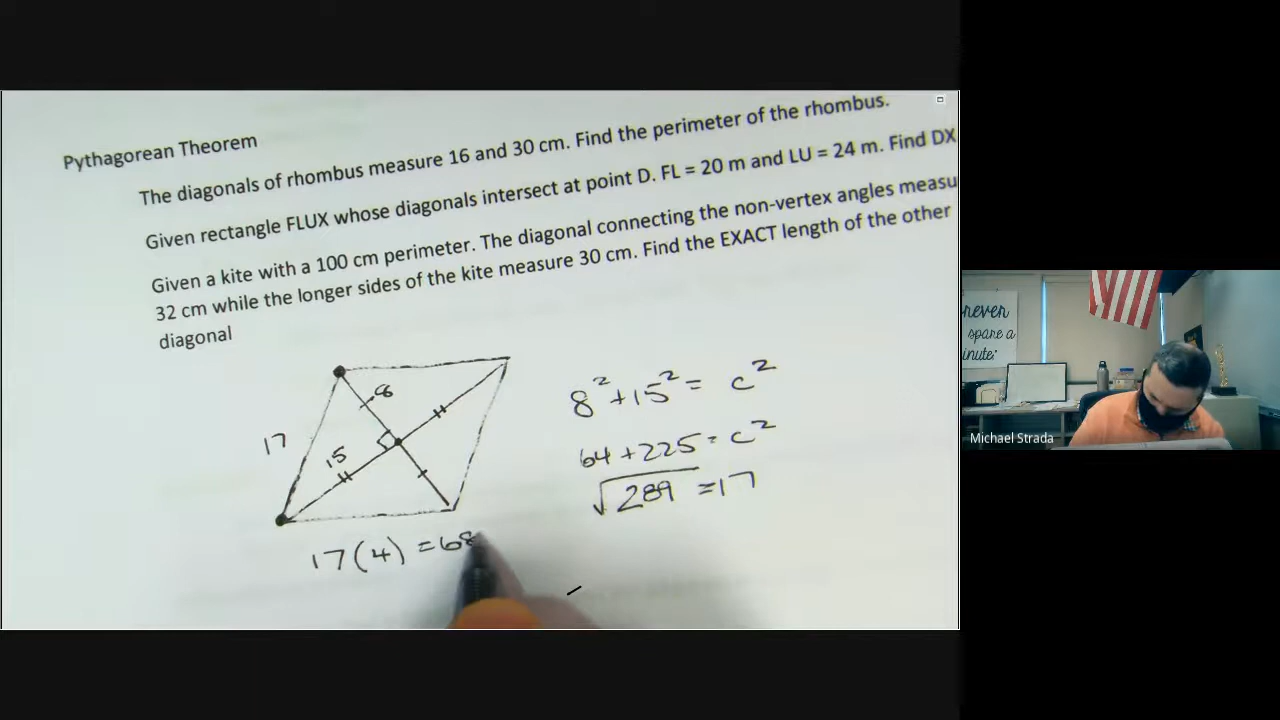 Pythagorean Theorem
The diagonals of rhombus measure 16 and 30 cm. Find the perimeter of the rhombus.
Given rectangle FLUX whose diagonals intersect at point D. FL = 20 m and LU = 24 m. Find DX
Given a kite with a 100 cm perimeter. The diagonal connecting the non-vertex angles measu
32 cm while the longer sides of the kite measure 30 cm. Find the EXACT length of the other
diagonal
8
17
15
17(4) = 68
8² + 15² = c²
64 + 225 = c²
√289 = 17
never
spare a
inute:
Michael Strada